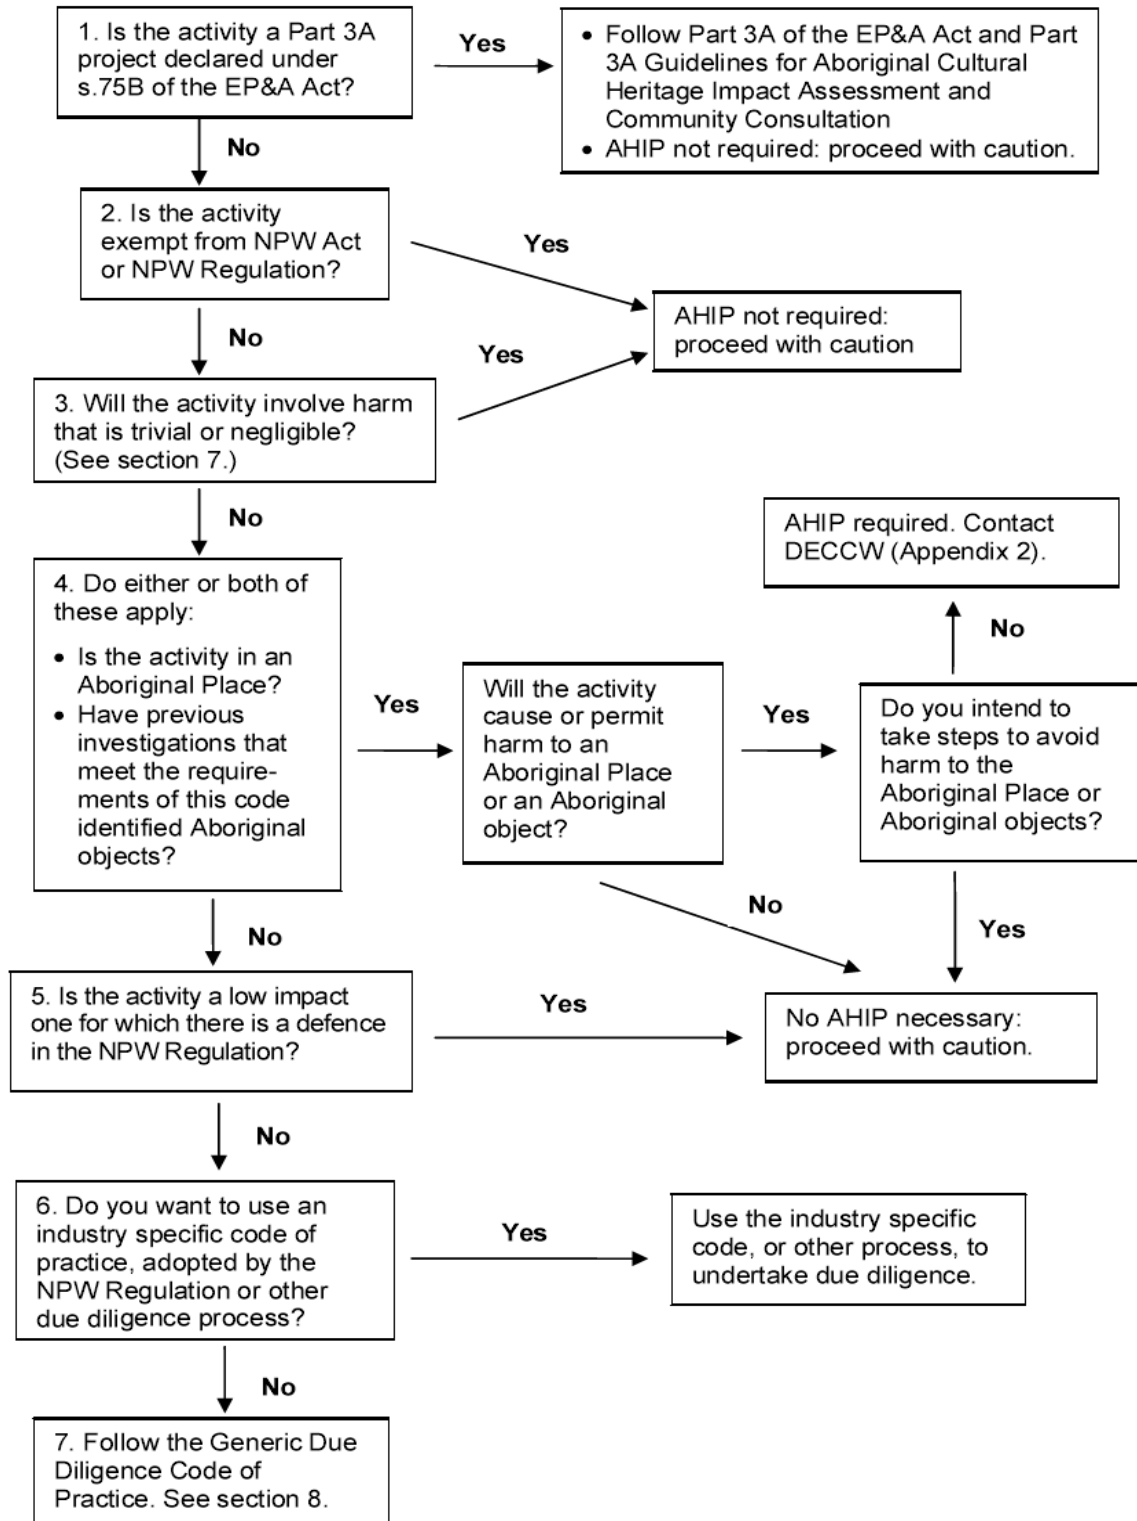 1. Is the activity a Part 3A
project declared under
s.75B of the EP&A Act?
Yes
• Follow Part 3A of the EP&A Act and Part
3A Guidelines for Aboriginal Cultural
Heritage Impact Assessment and
Community Consultation
• AHIP not required: proceed with caution.
No
2. Is the activity
exempt from NPW Act
or NPW Regulation?
Yes
AHIP not required:
proceed with caution
No
Yes
3. Will the activity involve harm
that is trivial or negligible?
(See section 7.)
No
AHIP required. Contact
DECCW (Appendix 2).
No
4. Do either or both of
these apply:
• Is the activity in an
Aboriginal Place?
• Have previous
investigations that
meet the require-
ments of this code
identified Aboriginal
objects?
Yes
Will the activity
cause or permit
harm to an
Aboriginal Place
or an Aboriginal
object?
Yes
Do you intend to
take steps to avoid
harm to the
Aboriginal Place or
Aboriginal objects?
No
Yes
No
5. Is the activity a low impact
one for which there is a defence
in the NPW Regulation?
Yes
No AHIP necessary:
proceed with caution.
No
6. Do you want to use an
industry specific code of
practice, adopted by the
NPW Regulation or other
due diligence process?
Yes
Use the industry specific
code, or other process, to
undertake due diligence.
No
7. Follow the Generic Due
Diligence Code of
Practice. See section 8.